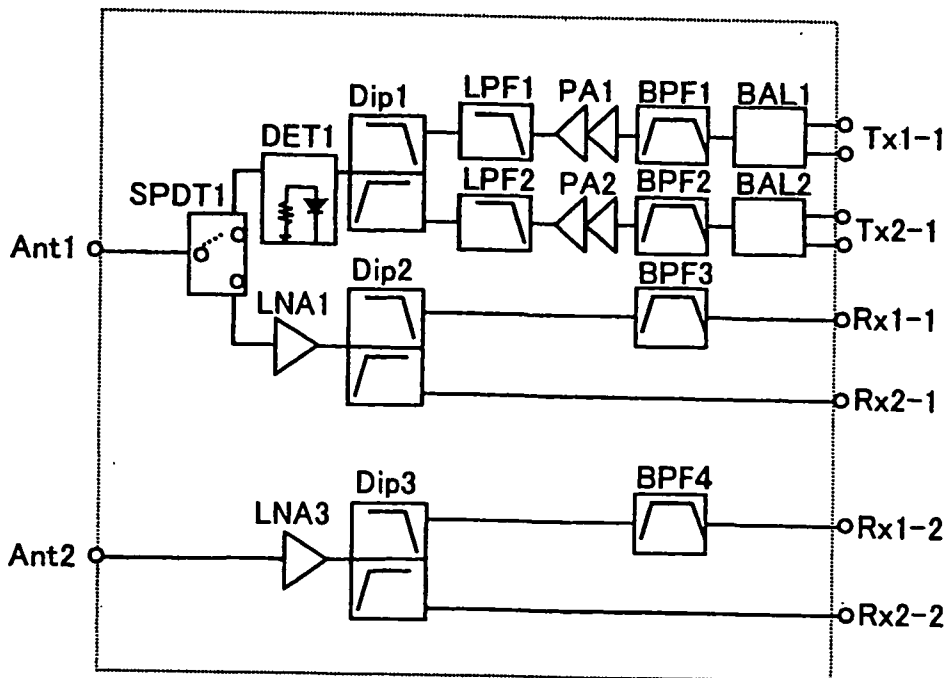 Dip1
LPF1
PA1
BPF1
BAL1
Tx1-1
DET1
SPDT1
LPF2
PA2
BPF2
BAL2
Tx2-1
Ant1
Dip2
BPF3
LNA1
Rx1-1
Rx2-1
Dip3
BPF4
LNA3
Rx1-2
Ant2
Rx2-2